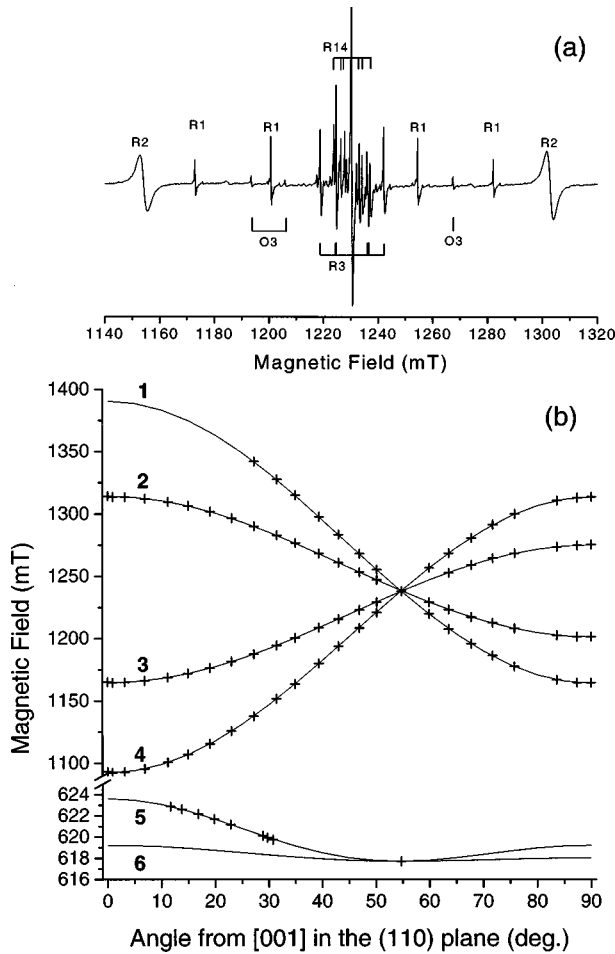 (a)
R14
R2
R1
R1
R1
R1
R2
O3
O3
R3
1140 1160 1180 1200 1220 1240 1260 1280 1300 1320
Magnetic Field (mT)
(b)
1400
1350
1300
1250
1200
1150
1100
624
622
620
618
616
Magnetic Field (mT)
1
2
3
4
5
6
0 10 20 30 40 50 60 70 80 90
Angle from [001] in the (110) plane (deg.)